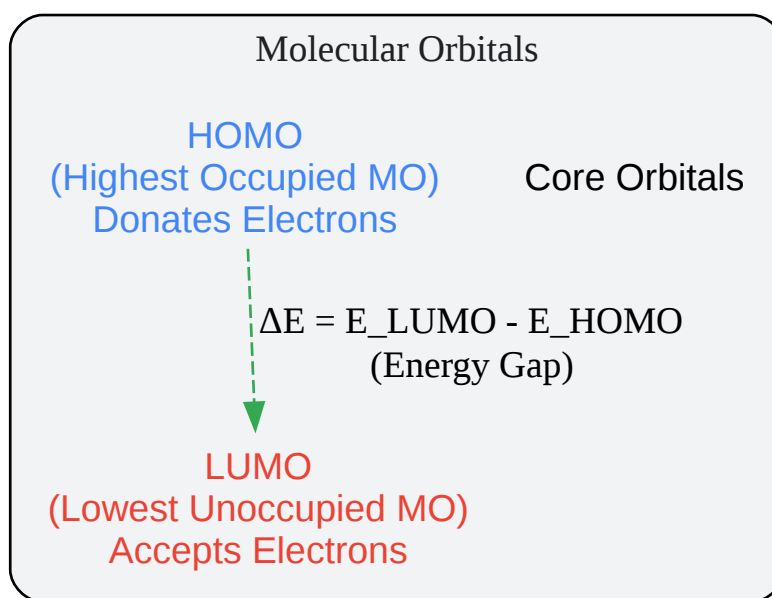 Molecular Orbitals
HOMO
(Highest Occupied MO)
Donates Electrons
Core Orbitals
ΔE = E_LUMO - E_HOMO
(Energy Gap)
LUMO
(Lowest Unoccupied MO)
Accepts Electrons